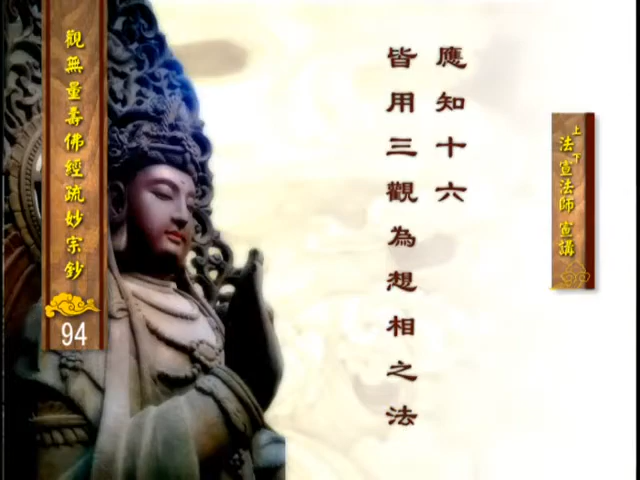 應知十六
皆用三觀為想相之法
觀無量壽佛經疏妙宗鈔
94
上法下宣法師 宣講